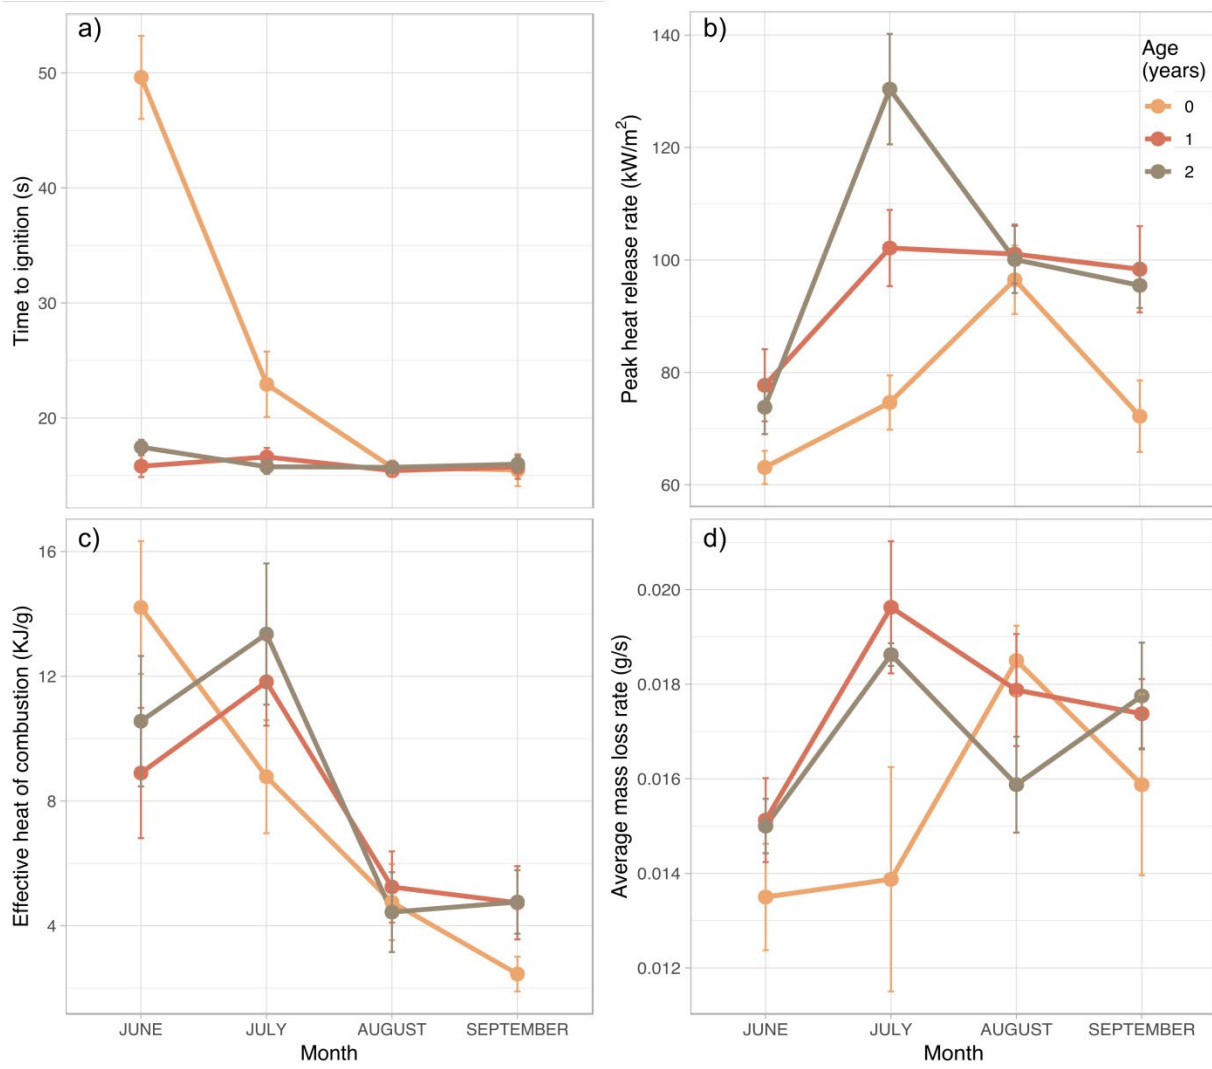 a)
50
40
30
20
Time to ignition (s)
b)
140
120
100
80
60
Peak heat release rate (kW/m²)
Age
(years)
0
1
2
c)
16
12
8
4
Effective heat of combustion (KJ/g)
JUNE JULY AUGUST SEPTEMBER
Month
d)
0.020
0.018
0.016
0.014
0.012
Average mass loss rate (g/s)
JUNE JULY AUGUST SEPTEMBER
Month